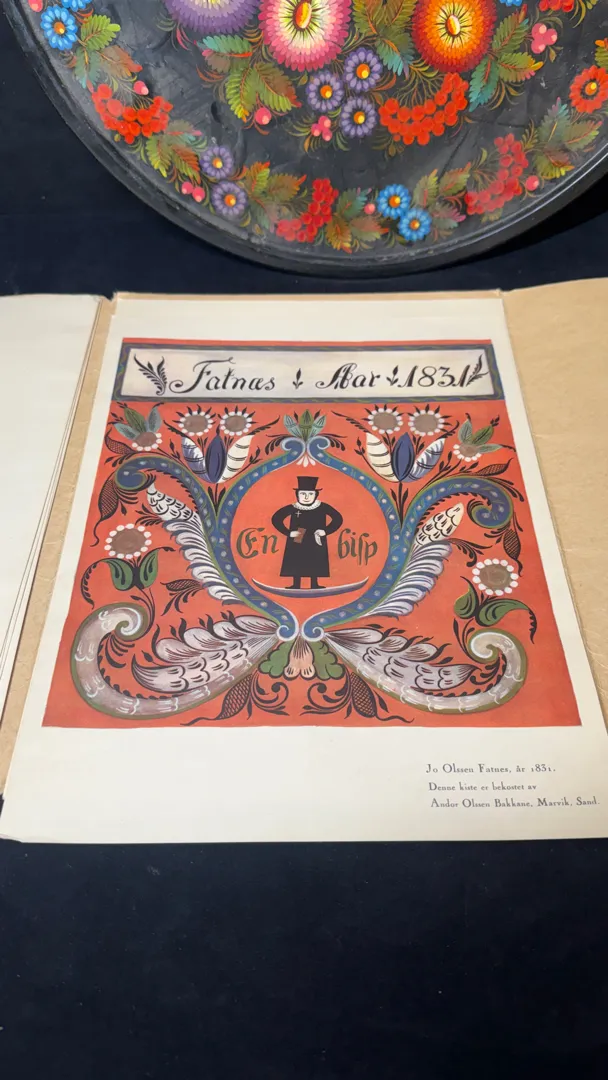 Fatnæs Aar 1831
En bisp
Jo Olssen Fatnes, år 1831.
Denne kiste er bekostet av
Andor Olssen Bakkane, Marvik, Sand.